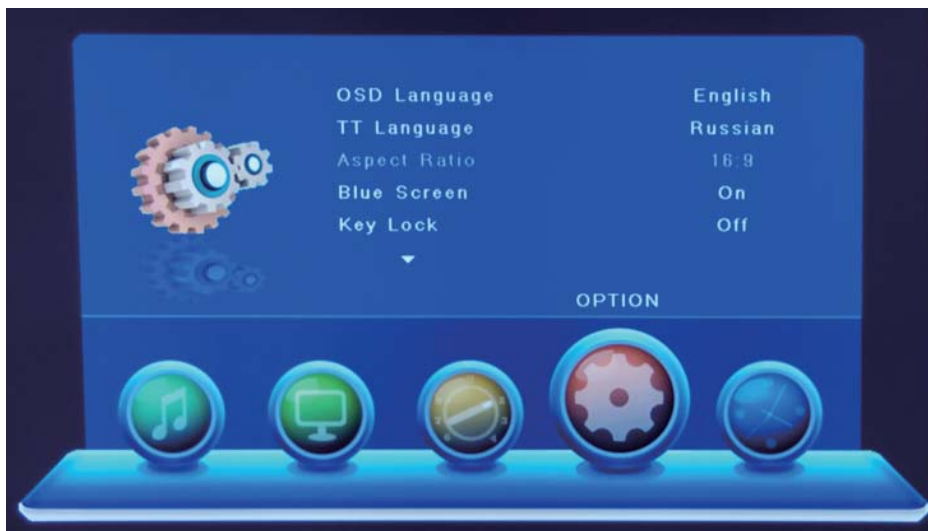 OSD Language English
TT Language Russian
Aspect Ratio 16:9
Blue Screen On
Key Lock Off
OPTION